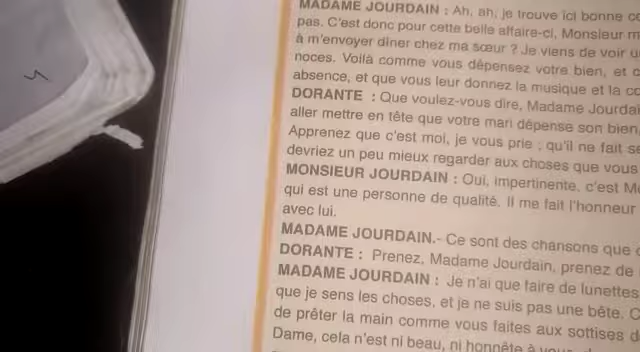 MADAME JOURDAIN : Ah, ah, je trouve ici bonne
pas. C'est donc pour cette belle affaire-ci, Monsieur
à m'envoyer dîner chez ma sœur ? Je viens de voir
noces. Voilà comme vous dépensez votre bien, et
absence, et que vous leur donnez la musique et la
DORANTE : Que voulez-vous dire, Madame
aller mettre en tête que votre mari dépense son bien,
Apprenez que c'est moi, je vous prie ; qu'il ne fait
devriez un peu mieux regarder aux choses que vous
MONSIEUR JOURDAIN : Oui, impertinente, c'est
qui est une personne de qualité. Il me fait l'honneur
avec lui.
MADAME JOURDAIN.- Ce sont des chansons que
DORANTE : Prenez, Madame Jourdain, prenez de
MADAME JOURDAIN : Je n'ai que faire de lunettes
que je sens les choses, et je ne suis pas une bête.
de prêter la main comme vous faites aux sottises
Dame, cela n'est ni beau, ni honnête à